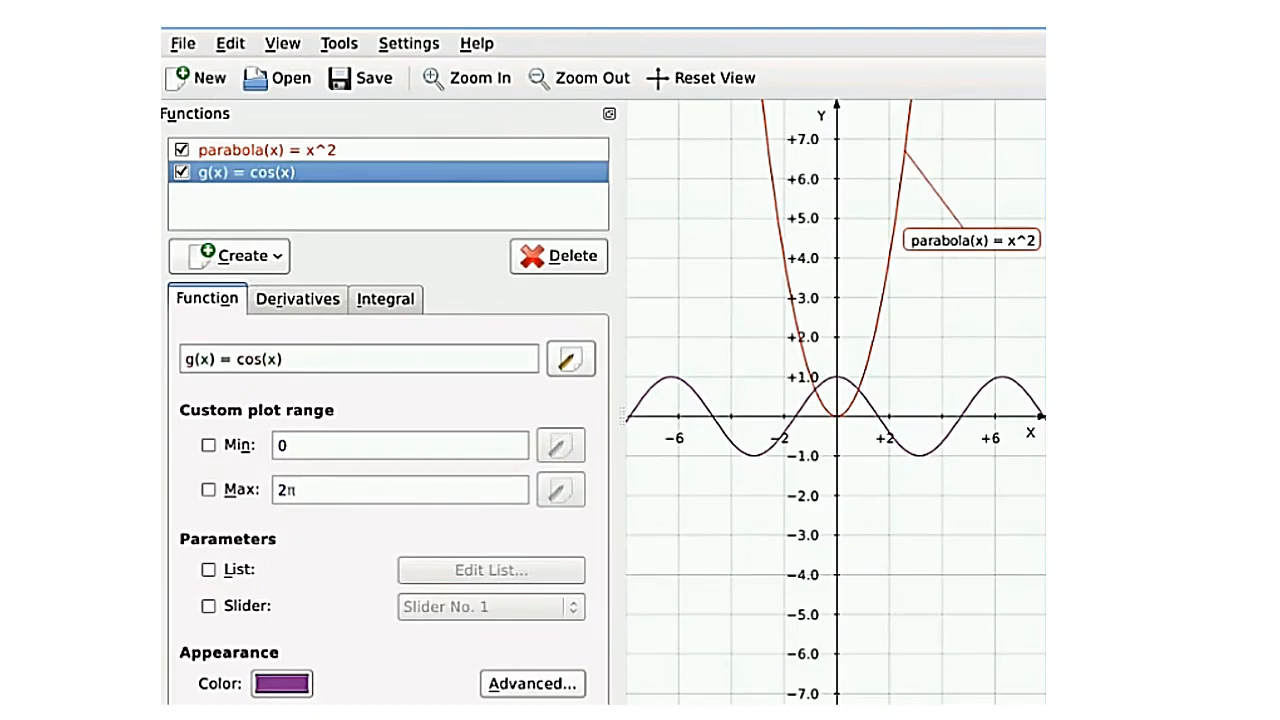 File Edit View Tools Settings Help
New Open Save Zoom In Zoom Out Reset View
Functions
parabola(x) = x^2
g(x) = cos(x)
Create Delete
Function Derivatives Integral
g(x) = cos(x)
Custom plot range
Min: 0
Max: 2π
Parameters
List: Edit List...
Slider: Slider No. 1
Appearance
Color: Advanced...
Y
+7.0
+6.0
+5.0
parabola(x) = x^2
+4.0
+3.0
+2.0
+1.0
−6 −2 +2 +6 X
−1.0
−2.0
−3.0
−4.0
−5.0
−6.0
−7.0